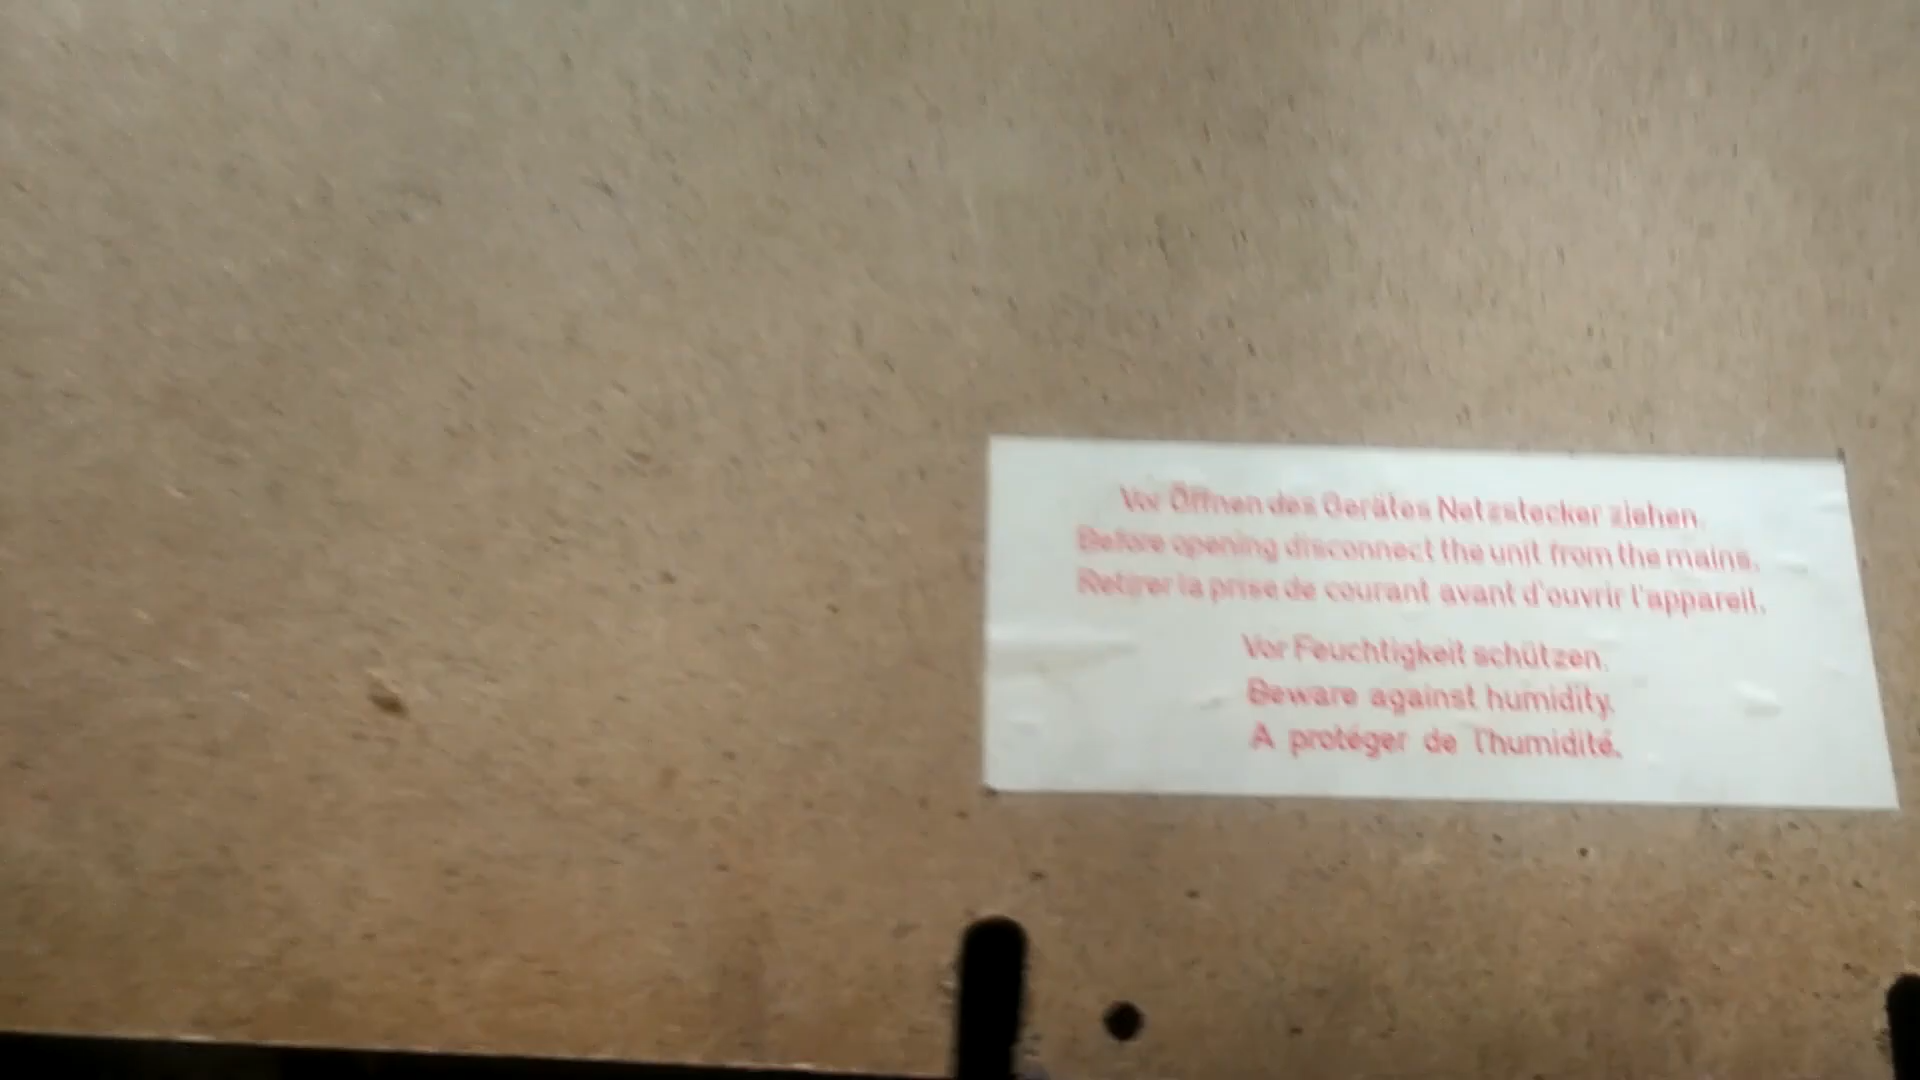 Vor Öffnen des Gerätes Netzstecker ziehen.
Before opening disconnect the unit from the mains.
Retirer la prise de courant avant d'ouvrir l'appareil.
Vor Feuchtigkeit schützen.
Beware against humidity.
A protéger de l'humidité.